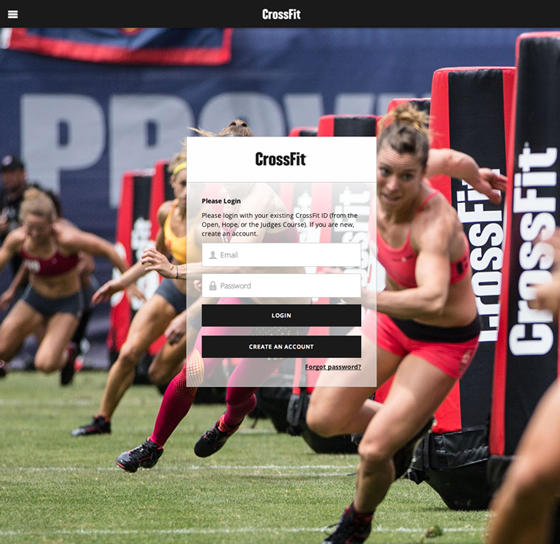 CrossFit
PROVI
CrossFit
Please Login
Please login with your existing CrossFit ID (from the
Open, Hope, or the Judges Course). If you are new,
create an account.
Email
Password
LOGIN
CREATE AN ACCOUNT
Forgot password?
CrossFit
CrossFit